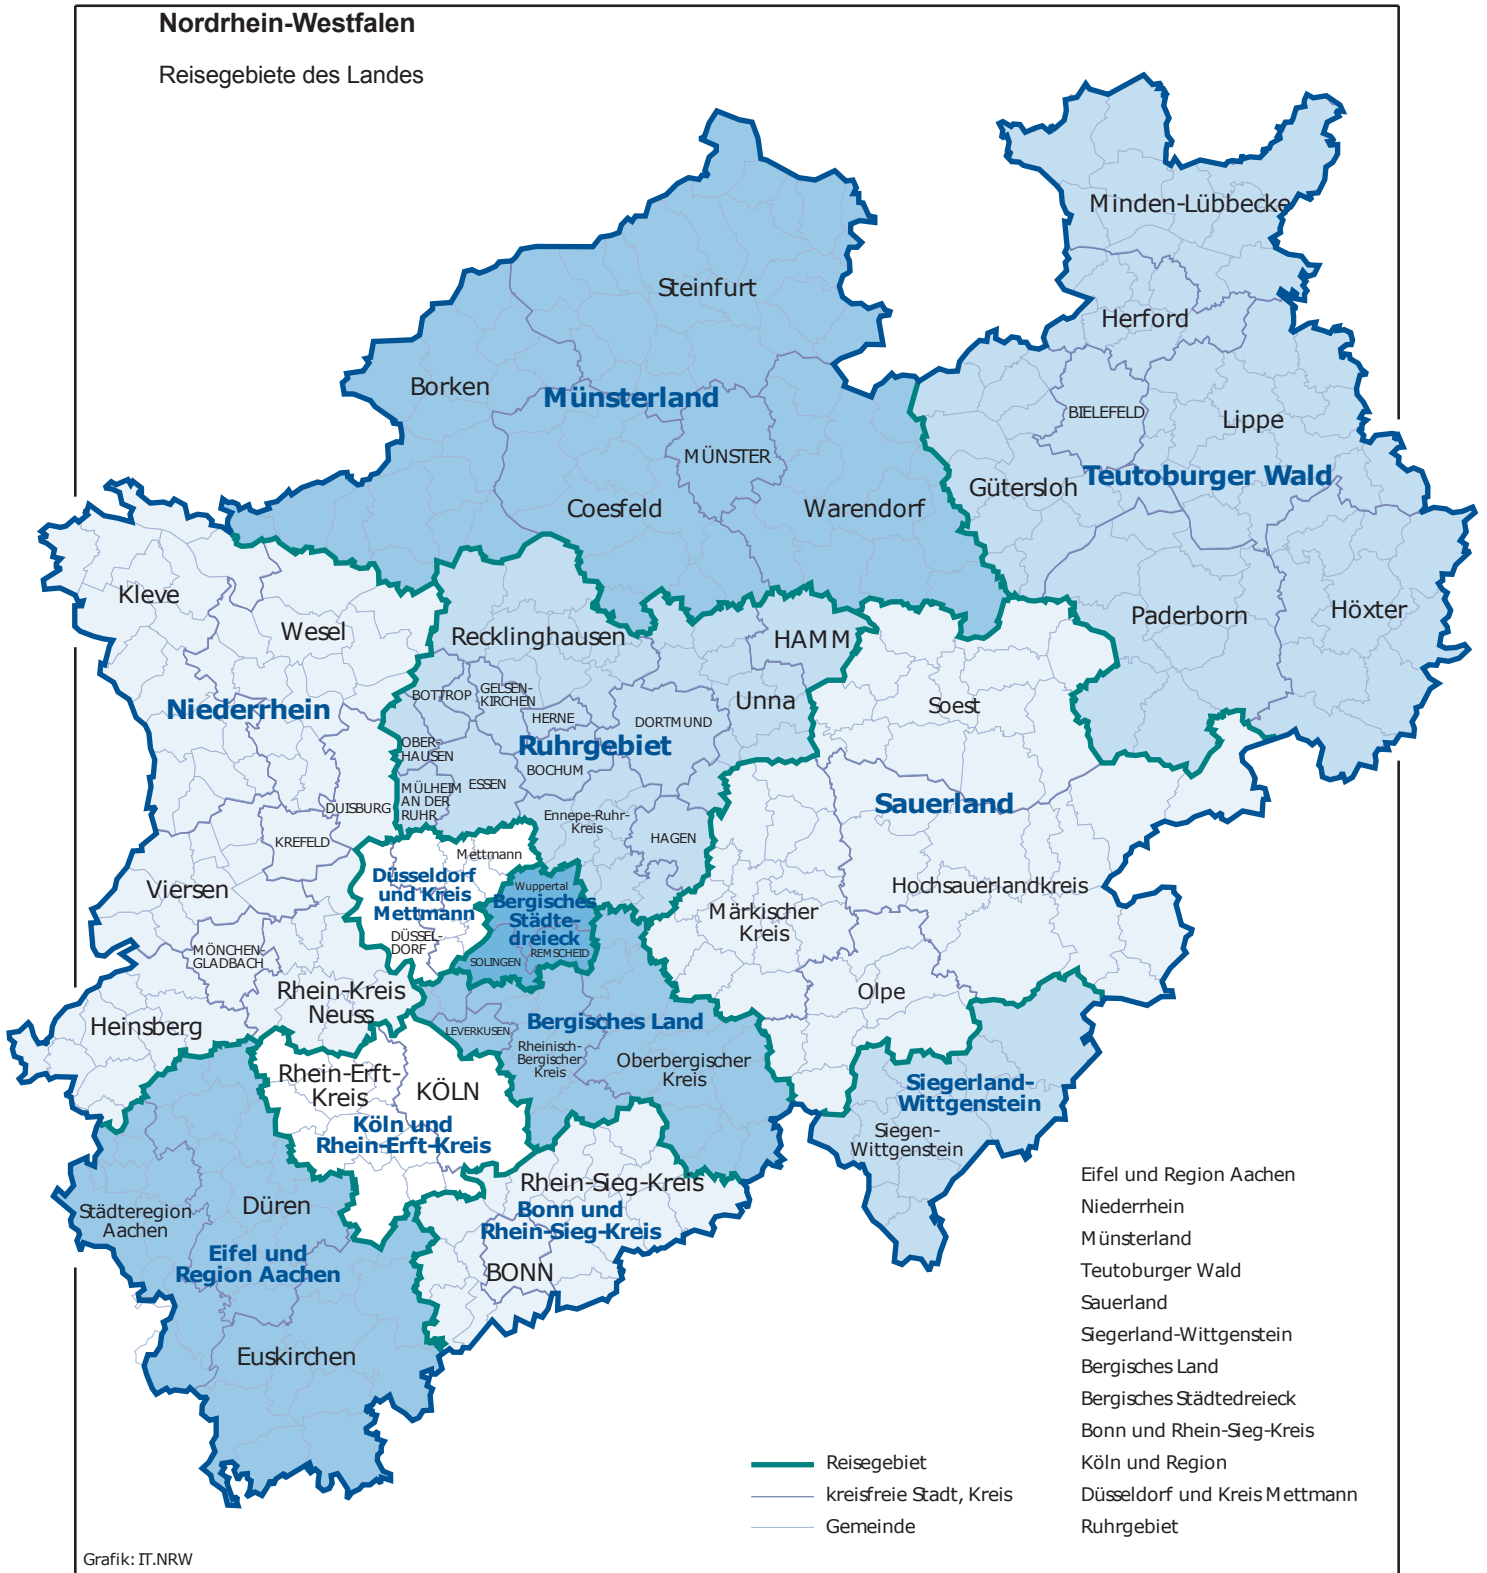 Nordrhein-Westfalen
Reisegebiete des Landes
Minden-Lübbecke
Steinfurt
Herford
Borken
Münsterland
BIELEFELD
Lippe
MÜNSTER
Teutoburger Wald
Gütersloh
Coesfeld
Warendorf
Kleve
Wesel
Recklinghausen
HAMM
Paderborn
Höxter
BOTTROP
GELSEN-
KIRCHEN
Unna
Niederrhein
HERNE
DORTMUND
Soest
OBER-
HAUSEN
Ruhrgebiet
BOCHUM
MÜLHEIM
AN DER
RUHR
ESSEN
DUISBURG
Sauerland
Ennepe-Ruhr-
Kreis
HAGEN
KREFELD
Mettmann
Viersen
Düsseldorf
und Kreis
Mettmann
Wuppertal
Bergisches
Städte-
dreieck
Hochsauerlandkreis
Märkischer
Kreis
DÜSSEL-
DORF
MÖNCHEN-
GLADBACH
SOLINGEN
REMSCHEID
Rhein-Kreis
Neuss
Olpe
Heinsberg
LEVERKUSEN
Bergisches Land
Rheinisch-
Bergischer
Kreis
Oberbergischer
Kreis
Rhein-Erft-
Kreis
KÖLN
Siegerland-
Wittgenstein
Köln und
Rhein-Erft-Kreis
Siegen-
Wittgenstein
Rhein-Sieg-Kreis
Düren
Städteregion
Aachen
Bonn und
Rhein-Sieg-Kreis
Eifel und
Region Aachen
BONN
Euskirchen
Eifel und Region Aachen
Niederrhein
Münsterland
Teutoburger Wald
Sauerland
Siegerland-Wittgenstein
Bergisches Land
Bergisches Städtedreieck
Bonn und Rhein-Sieg-Kreis
Köln und Region
Düsseldorf und Kreis Mettmann
Ruhrgebiet
Reisegebiet
kreisfreie Stadt, Kreis
Gemeinde
Grafik: IT.NRW